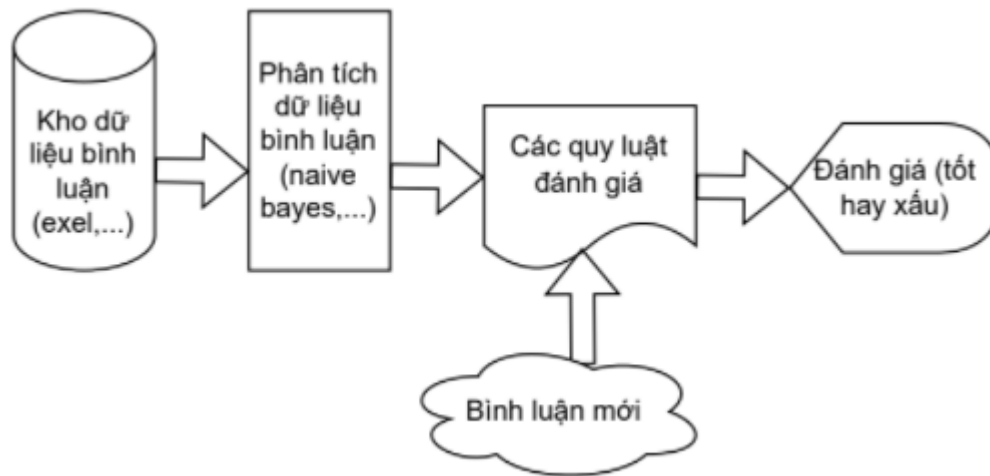 Kho dữ
liệu bình
luận
(exel,...)
Phân tích
dữ liệu
bình luận
(naive
bayes,...)
Các quy luật
đánh giá
Đánh giá (tốt
hay xấu)
Bình luận mới